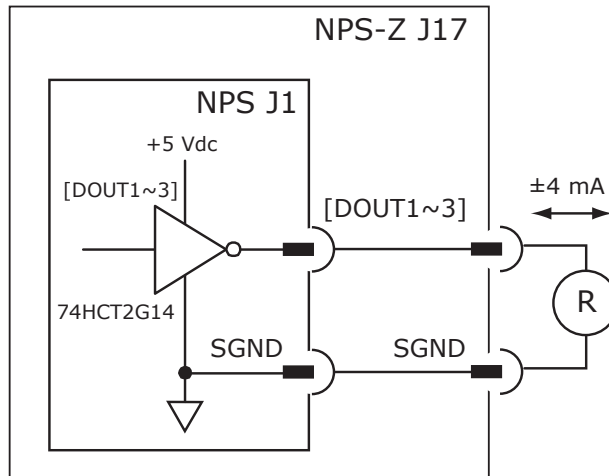 NPS-Z J17
NPS J1
+5 Vdc
[DOUT1~3]
[DOUT1~3]
±4 mA
74HCT2G14
R
SGND
SGND